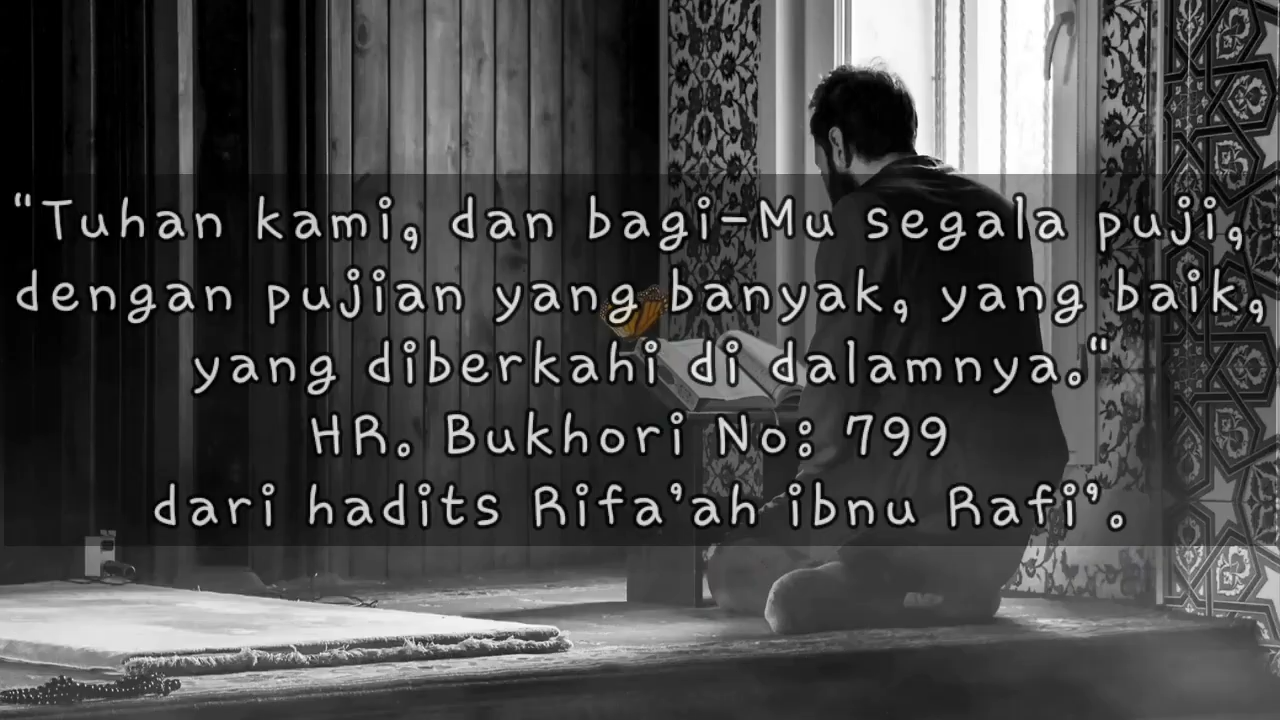 "Tuhan kami, dan bagi-Mu segala puji,
dengan pujian yang banyak, yang baik,
yang diberkahi di dalamnya."
HR. Bukhori No: 799
dari hadits Rifa'ah ibnu Rafi'.